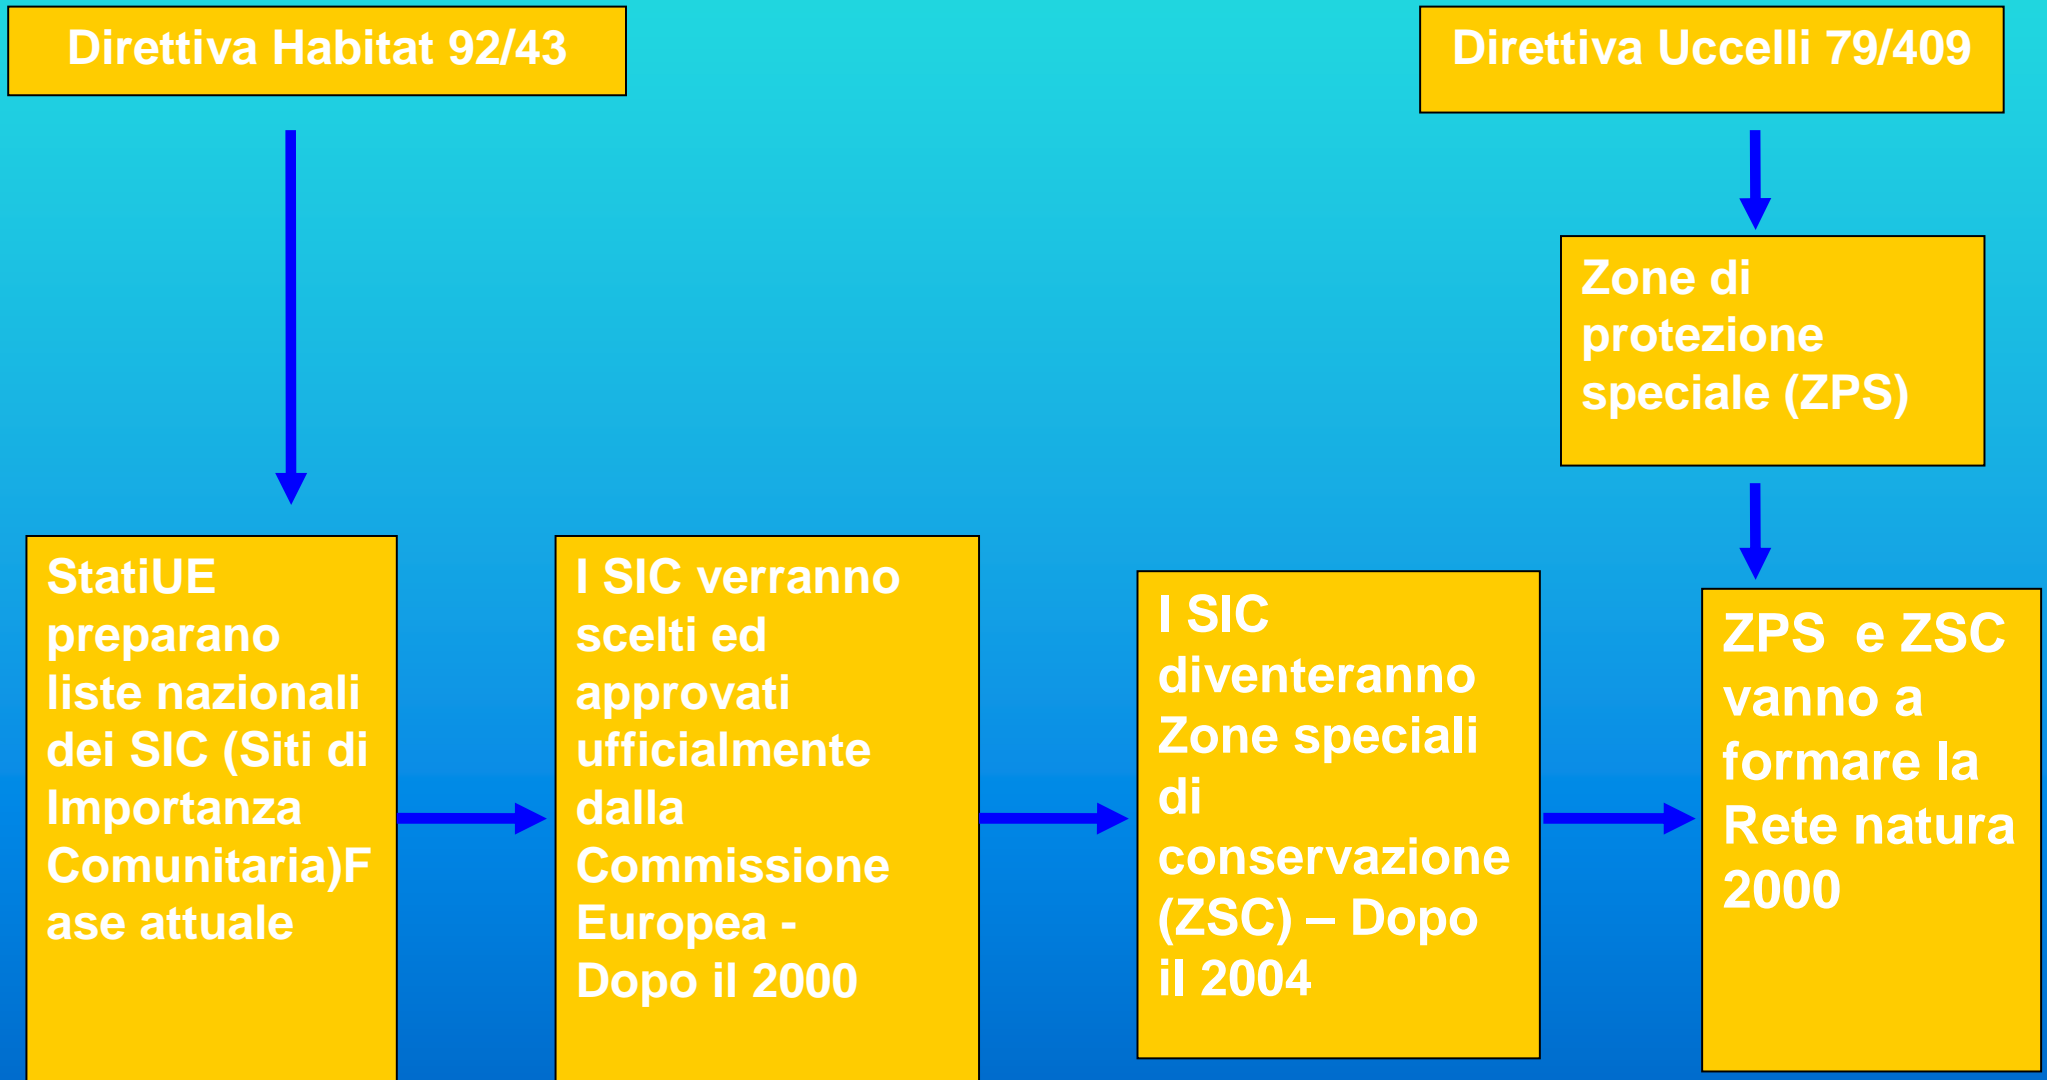 Direttiva Habitat 92/43
Direttiva Uccelli 79/409
Zone di
protezione
speciale (ZPS)
StatiUE
preparano
liste nazionali
dei SIC (Siti di
Importanza
Comunitaria)F
ase attuale
I SIC verranno
scelti ed
approvati
ufficialmente
dalla
Commissione
Europea -
Dopo il 2000
I SIC
diventeranno
Zone speciali
di
conservazione
(ZSC) – Dopo
il 2004
ZPS e ZSC
vanno a
formare la
Rete natura
2000